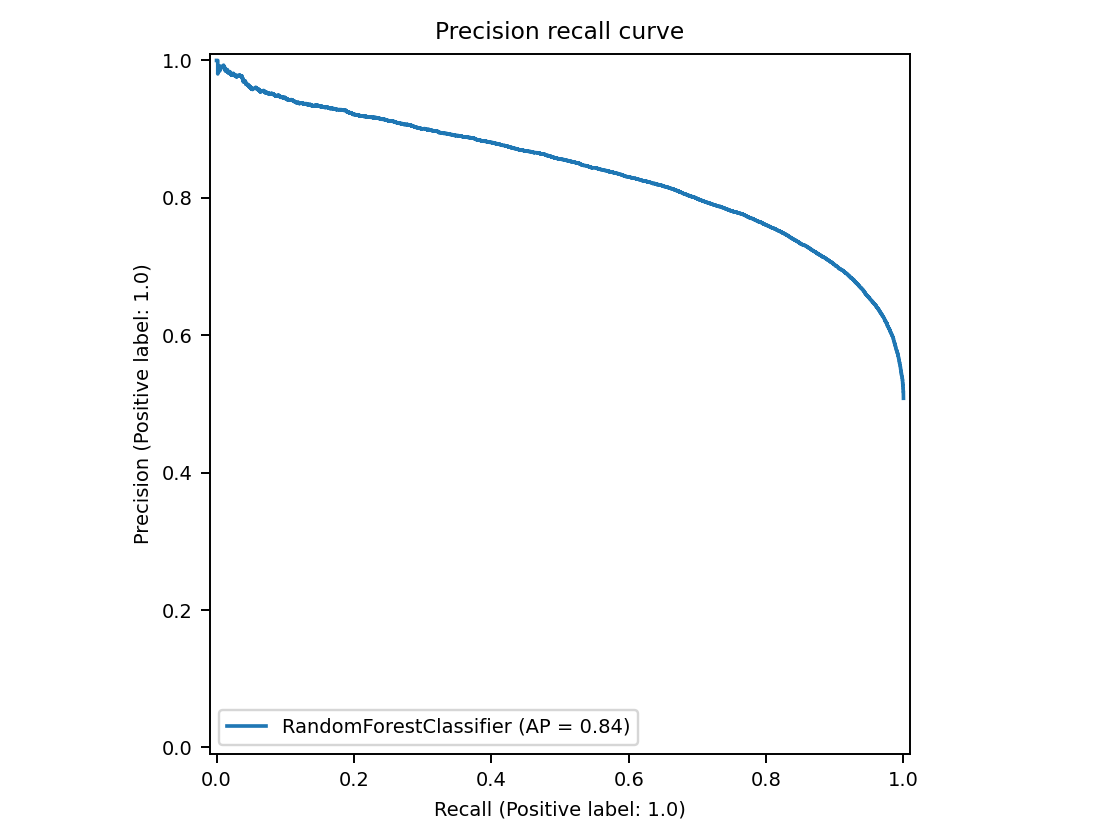 Precision recall curve
1.0
0.8
0.6
0.4
0.2
0.0
Precision (Positive label: 1.0)
RandomForestClassifier (AP = 0.84)
0.0 0.2 0.4 0.6 0.8 1.0
Recall (Positive label: 1.0)